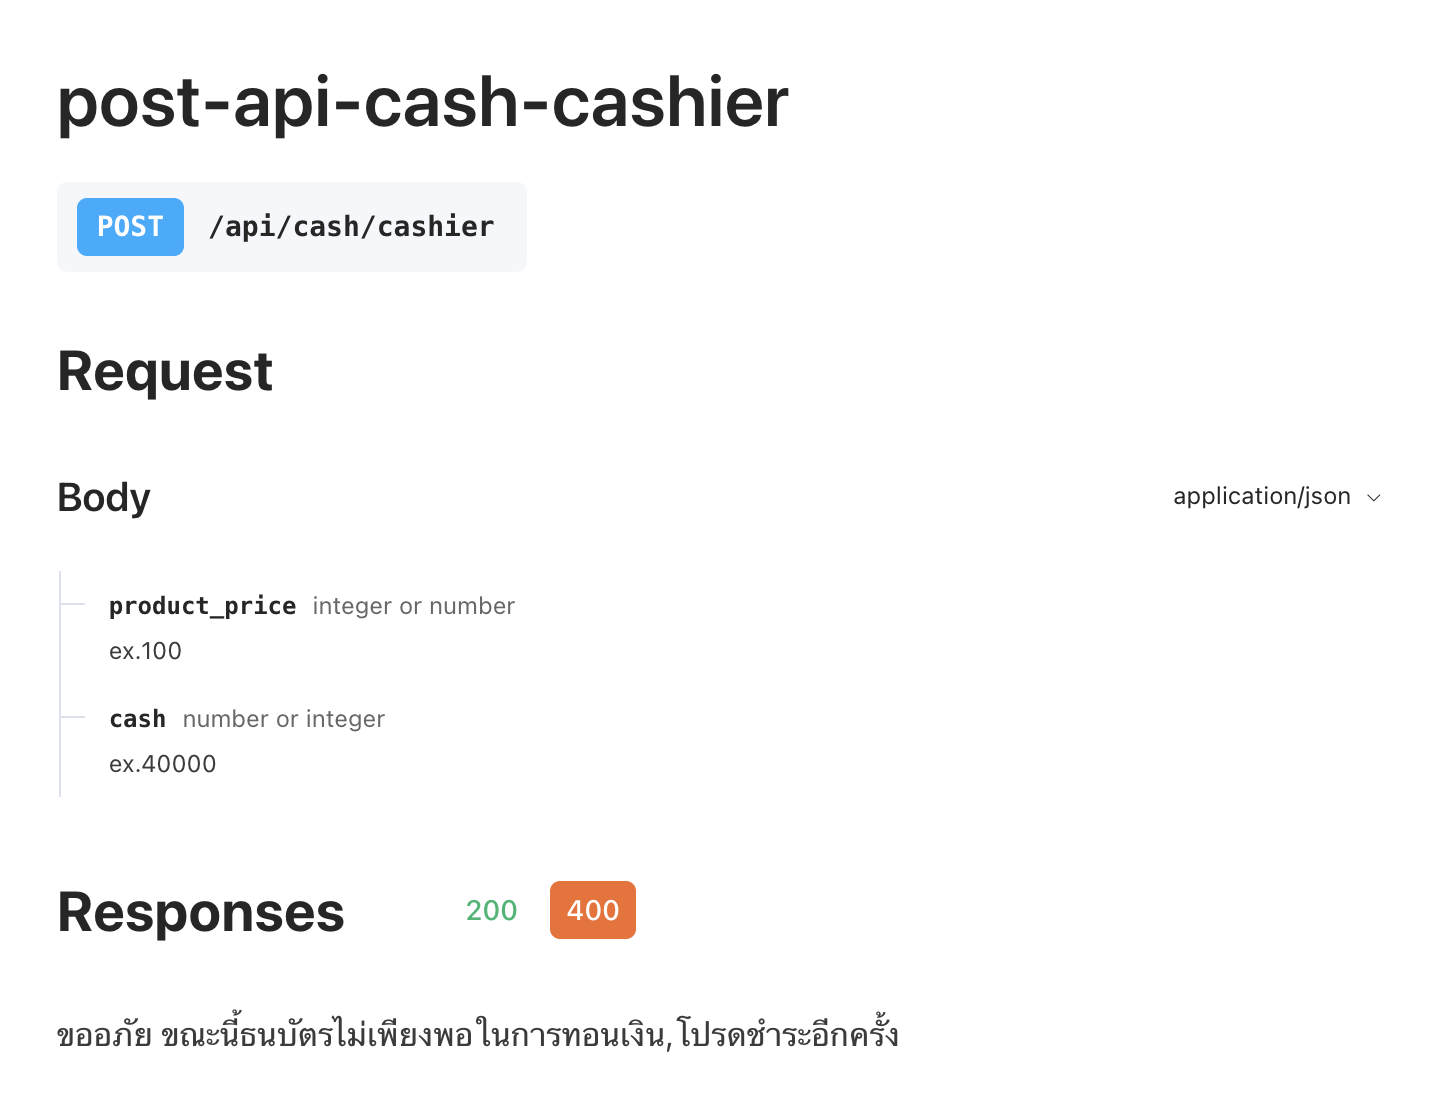 post-api-cash-cashier
POST /api/cash/cashier
Request
Body application/json
product_price integer or number
ex.100
cash number or integer
ex.40000
Responses 200 400
ขออภัย ขณะนี้ธนบัตรไม่เพียงพอในการทอนเงิน,โปรดชำระอีกครั้ง